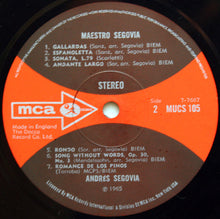 MAESTRO SEGOVIA
1. GALLARDAS (Sanz, arr. Segovia) BIEM
2. ESPANOLETTA (Sanz, arr. Segovia) BIEM
3. SONATA, L.79 (Scarlatti)
4. ANDANTE LARGO (Sor, arr. Segovia) BIEM
STEREO
T-7607
mca
Side
2 MUCS 105
Made in England
The Decca
Record Co. Ltd.
5. RONDO (Sor, arr. Segovia) BIEM
6. SONG WITHOUT WORDS, Op. 30,
No. 3 (Mendelssohn, arr. Segovia) BIEM
7. ROMANCE DE LOS PINOS
(Torroba) MCPS/BIEM
ANDRES SEGOVIA
℗ 1965